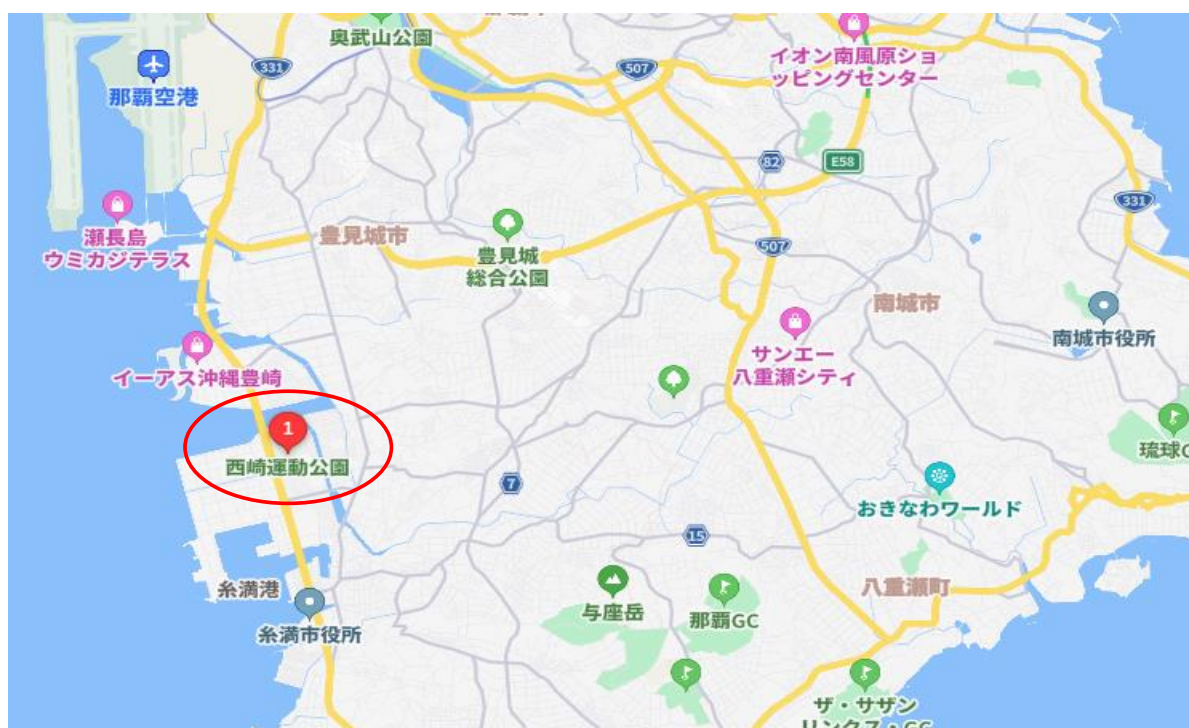 奥武山公園
331
507
イオン南風原ショ
ッピングセンター
那覇空港
82
E58
331
瀬長島
ウミカジテラス
豊見城市
豊見城
総合公園
507
南城市
南城市役所
サンエー
八重瀬シティ
イーアス沖縄豊崎
1
西崎運動公園
琉球G
7
おきなわワールド
15
糸満港
与座岳
那覇GC
八重瀬町
糸満市役所
ザ・サザン
リンクス・GC